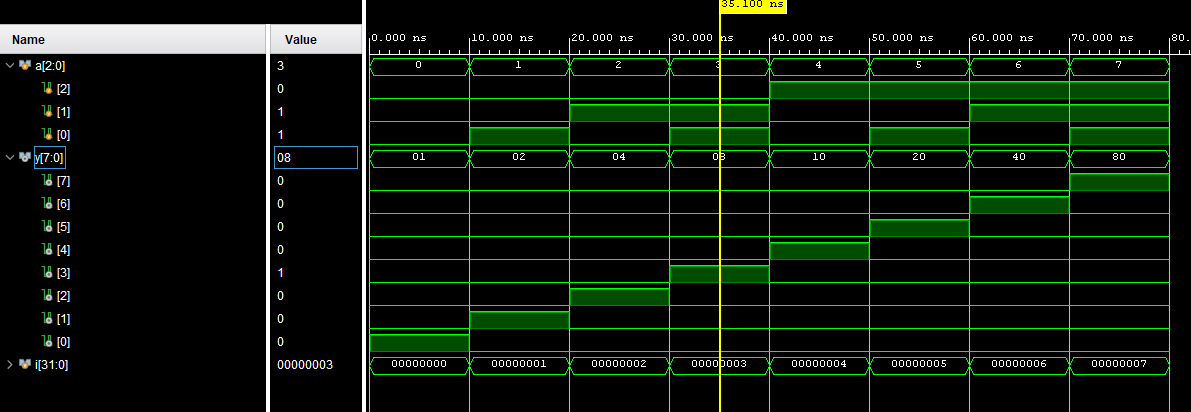 35.100 ns
Name Value 0.000 ns 10.000 ns 20.000 ns 30.000 ns 40.000 ns 50.000 ns 60.000 ns 70.000 ns 80.
a[2:0] 3 0 1 2 3 4 5 6 7
[2] 0
[1] 1
[0] 1
y[7:0] 08 01 02 04 08 10 20 40 80
[7] 0
[6] 0
[5] 0
[4] 0
[3] 1
[2] 0
[1] 0
[0] 0
i[31:0] 00000003 00000000 00000001 00000002 00000003 00000004 00000005 00000006 00000007